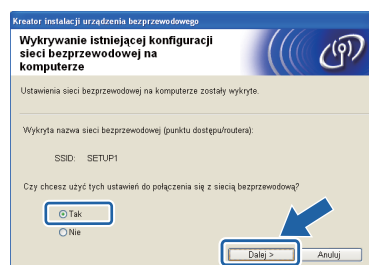 Kreator instalacji urządzenia bezprzewodowego
Wykrywanie istniejącej konfiguracji
sieci bezprzewodowej na
komputerze
Ustawienia sieci bezprzewodowej na komputerze zostały wykryte.
Wykryta nazwa sieci bezprzewodowej (punktu dostępu/routera):
SSID: SETUP1
Czy chcesz użyć tych ustawień do połączenia się z siecią bezprzewodową?
Tak
Nie
Dalej > Anuluj